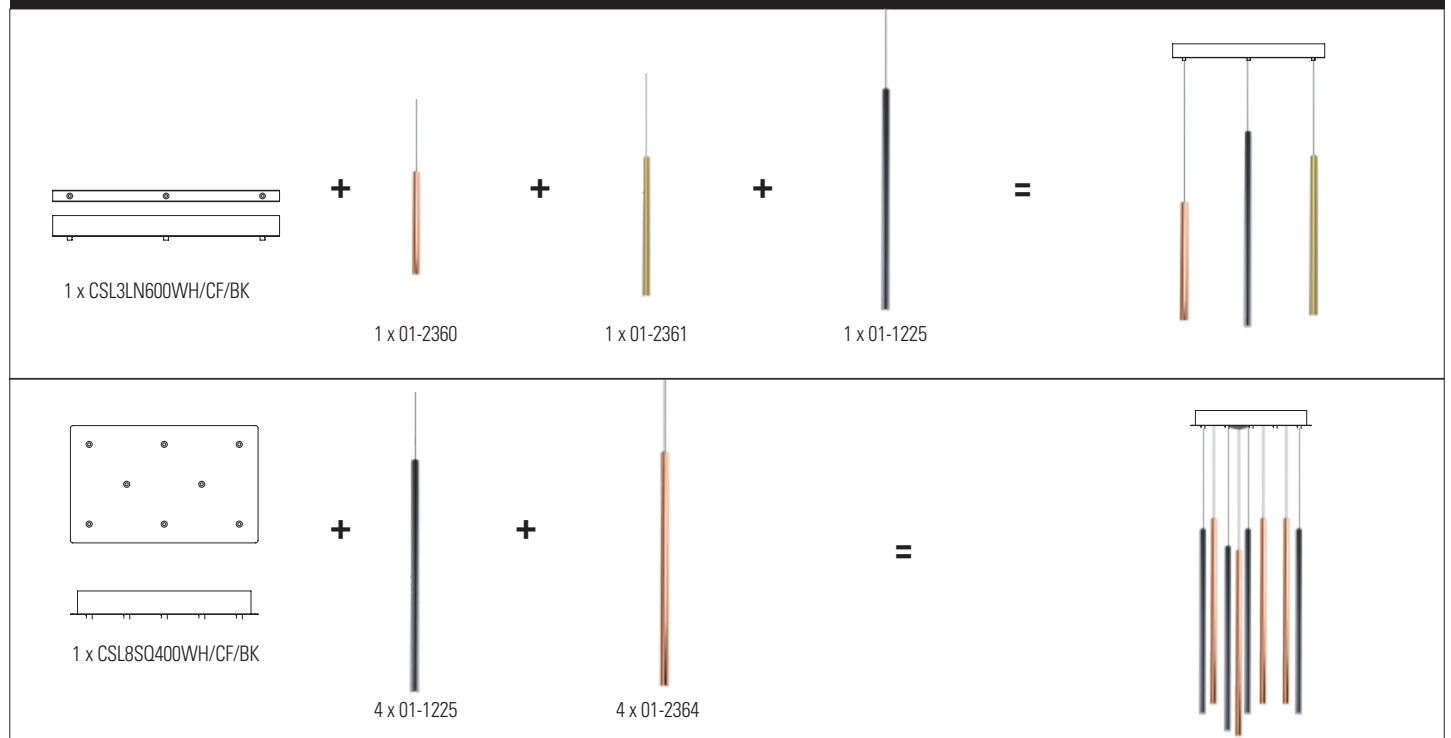 + + + =
1 x CSL3LN600WH/CF/BK
1 x 01-2360
1 x 01-2361
1 x 01-1225
+ + =
1 x CSL8SQ400WH/CF/BK
4 x 01-1225
4 x 01-2364